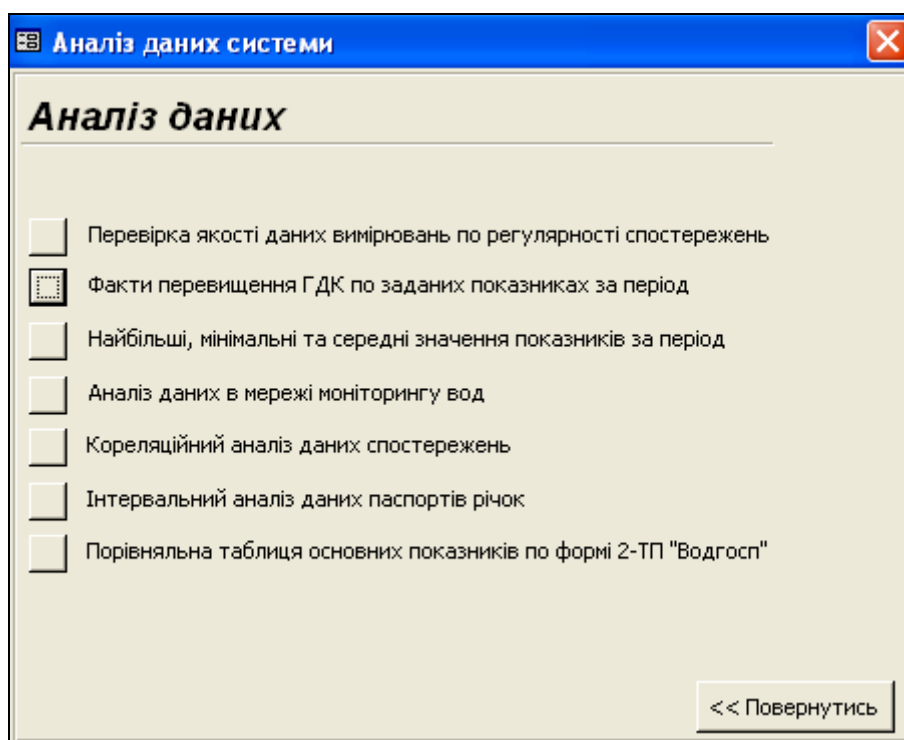 Аналіз даних системи
Аналіз даних
Перевірка якості даних вимірювань по регулярності спостережень
Факти перевищення ГДК по заданих показниках за період
Найбільші, мінімальні та середні значення показників за період
Аналіз даних в мережі моніторингу вод
Кореляційний аналіз даних спостережень
Інтервальний аналіз даних паспортів річок
Порівняльна таблиця основних показників по формі 2-ТП "Водгосп"
<< Повернутись